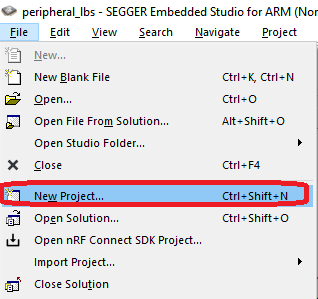 peripheral_lbs - SEGGER Embedded Studio for ARM (Nor
File Edit View Search Navigate Project
New...
New Blank File Ctrl+K, Ctrl+N
Open... Ctrl+O
Open File From Solution... Alt+Shift+O
Open Studio Folder...
Close Ctrl+F4
New Project... Ctrl+Shift+N
Open Solution... Ctrl+Shift+O
Open nRF Connect SDK Project...
Import Project...
Close Solution